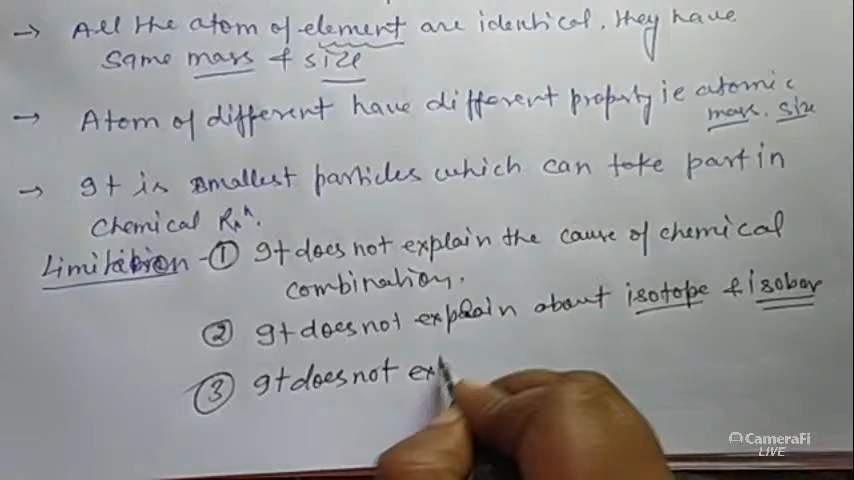 → All the atom of element are identical. they have
same mass & size
→ Atom of different have different property ie atomic
mass. size
→ It is smallest particles which can take part in
chemical Rxn.
Limitation - ① It does not explain the cause of chemical
combination.
② It does not explain about isotope & isobar
③ It does not ex
CameraFi
LIVE